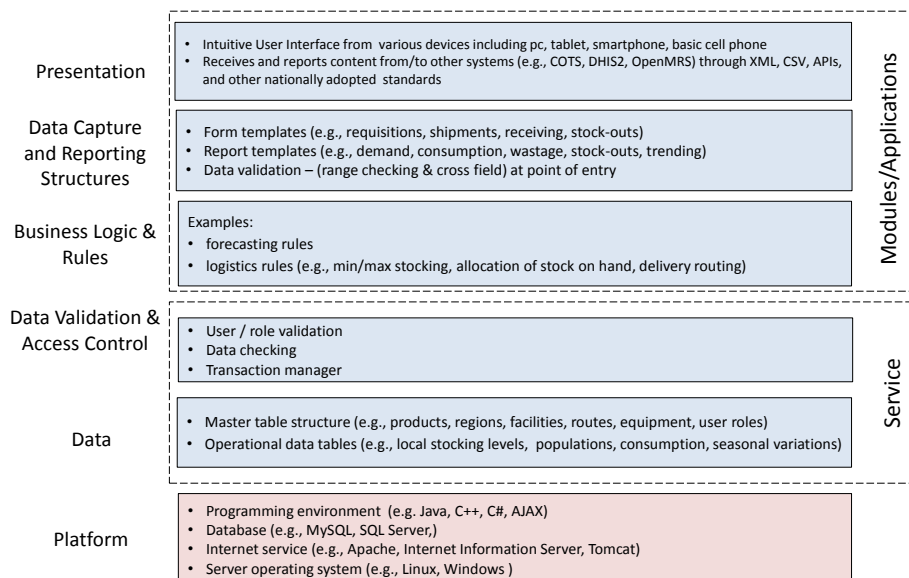 Presentation
• Intuitive User Interface from various devices including pc, tablet, smartphone, basic cell phone
• Receives and reports content from/to other systems (e.g., COTS, DHIS2, OpenMRS) through XML, CSV, APIs,
and other nationally adopted standards
Data Capture
and Reporting
Structures
• Form templates (e.g., requisitions, shipments, receiving, stock-outs)
• Report templates (e.g., demand, consumption, wastage, stock-outs, trending)
• Data validation – (range checking & cross field) at point of entry
Business Logic &
Rules
Examples:
• forecasting rules
• logistics rules (e.g., min/max stocking, allocation of stock on hand, delivery routing)
Modules/Applications
Data Validation &
Access Control
• User / role validation
• Data checking
• Transaction manager
Data
• Master table structure (e.g., products, regions, facilities, routes, equipment, user roles)
• Operational data tables (e.g., local stocking levels, populations, consumption, seasonal variations)
Service
Platform
• Programming environment (e.g. Java, C++, C#, AJAX)
• Database (e.g., MySQL, SQL Server,)
• Internet service (e.g., Apache, Internet Information Server, Tomcat)
• Server operating system (e.g., Linux, Windows )